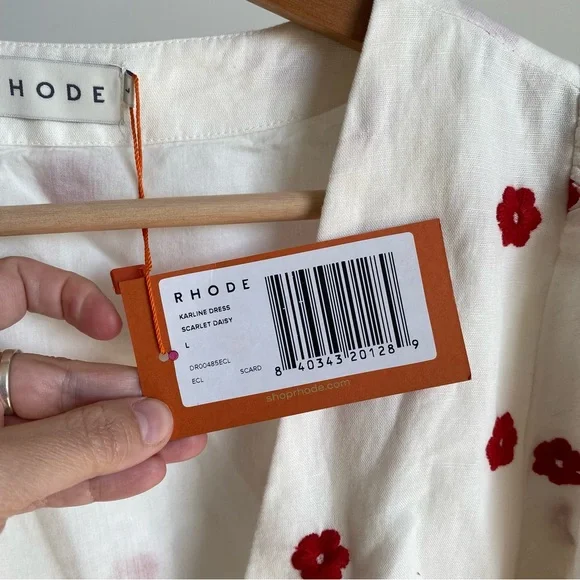 RHODE
L
RHODE
KARLINE DRESS
SCARLET DAISY
L
DR00485ECL
ECL SCARD
8 40343 20128 9
shoprhode.com